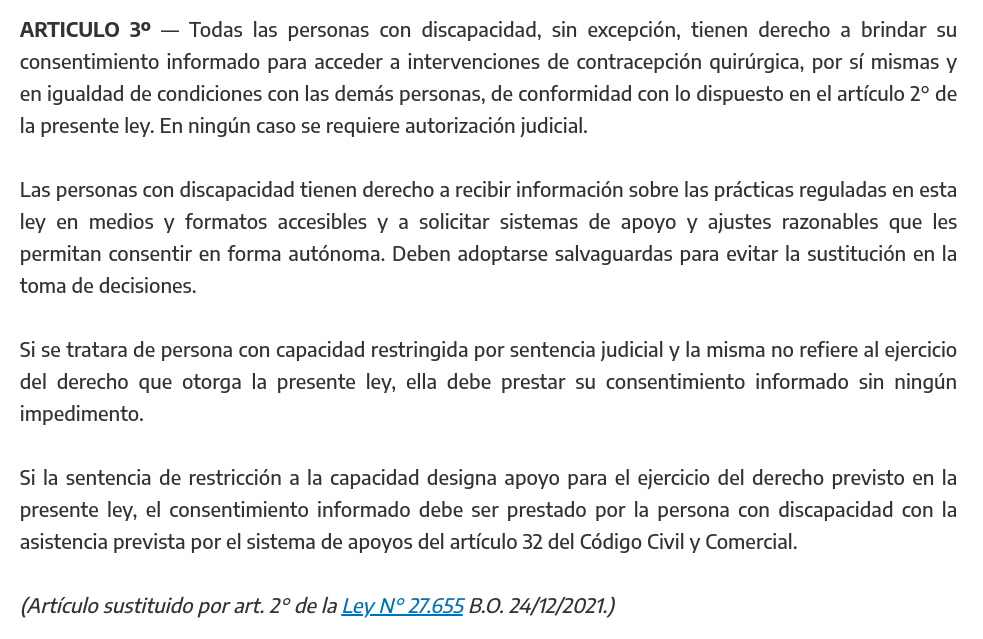 ARTICULO 3º — Todas las personas con discapacidad, sin excepción, tienen derecho a brindar su
consentimiento informado para acceder a intervenciones de contracepción quirúrgica, por sí mismas y
en igualdad de condiciones con las demás personas, de conformidad con lo dispuesto en el artículo 2° de
la presente ley. En ningún caso se requiere autorización judicial.
Las personas con discapacidad tienen derecho a recibir información sobre las prácticas reguladas en esta
ley en medios y formatos accesibles y a solicitar sistemas de apoyo y ajustes razonables que les
permitan consentir en forma autónoma. Deben adoptarse salvaguardas para evitar la sustitución en la
toma de decisiones.
Si se tratara de persona con capacidad restringida por sentencia judicial y la misma no refiere al ejercicio
del derecho que otorga la presente ley, ella debe prestar su consentimiento informado sin ningún
impedimento.
Si la sentencia de restricción a la capacidad designa apoyo para el ejercicio del derecho previsto en la
presente ley, el consentimiento informado debe ser prestado por la persona con discapacidad con la
asistencia prevista por el sistema de apoyos del artículo 32 del Código Civil y Comercial.
(Artículo sustituido por art. 2° de la Ley N° 27.655 B.O. 24/12/2021.)